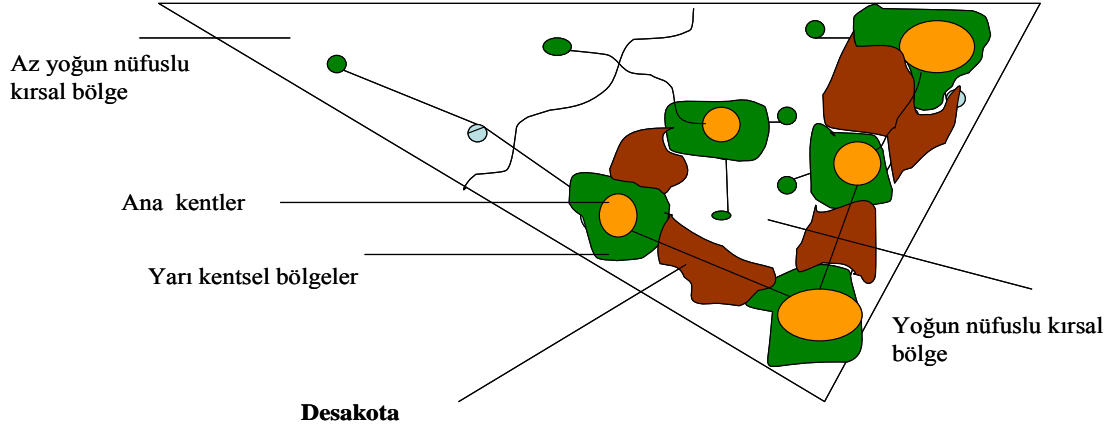 Az yoğun nüfuslu
kırsal bölge
Ana kentler
Yarı kentsel bölgeler
Yoğun nüfuslu kırsal
bölge
Desakota